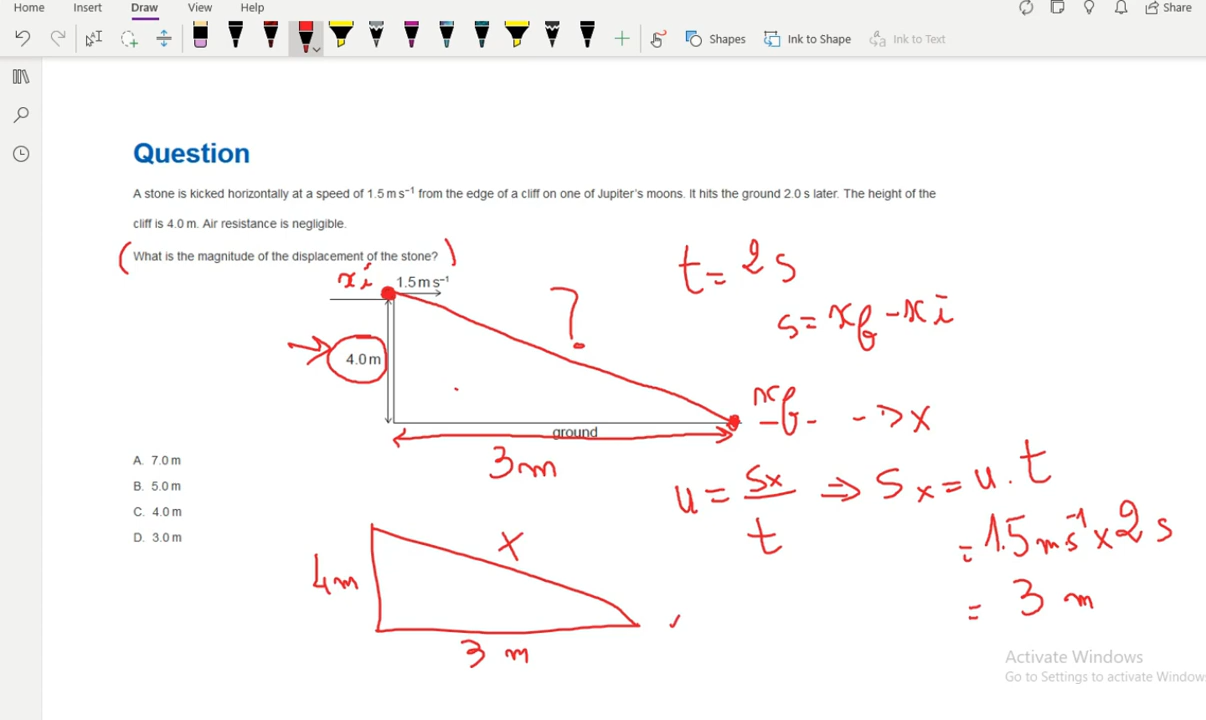 Home Insert Draw View Help Share
Shapes Ink to Shape Ink to Text
Question
A stone is kicked horizontally at a speed of 1.5 m s⁻¹ from the edge of a cliff on one of Jupiter's moons. It hits the ground 2.0 s later. The height of the
cliff is 4.0 m. Air resistance is negligible.
(What is the magnitude of the displacement of the stone?)
t = 2 s
xi 1.5 m s⁻¹
?
s = xf - xi
4.0 m
xf - -> x
ground
3 m
A. 7.0 m
B. 5.0 m
C. 4.0 m
D. 3.0 m
u = Sx / t => Sx = u . t
= 1.5 m s⁻¹ x 2 s
= 3 m
x
4 m
3 m
Activate Windows
Go to Settings to activate Window